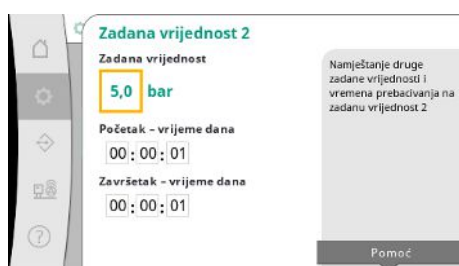 Zadana vrijednost 2
Zadana vrijednost
5,0 bar
Početak – vrijeme dana
00 : 00 : 01
Završetak – vrijeme dana
00 : 00 : 01
Namještanje druge
zadane vrijednosti i
vremena prebacivanja na
zadanu vrijednost 2
Pomoć
?